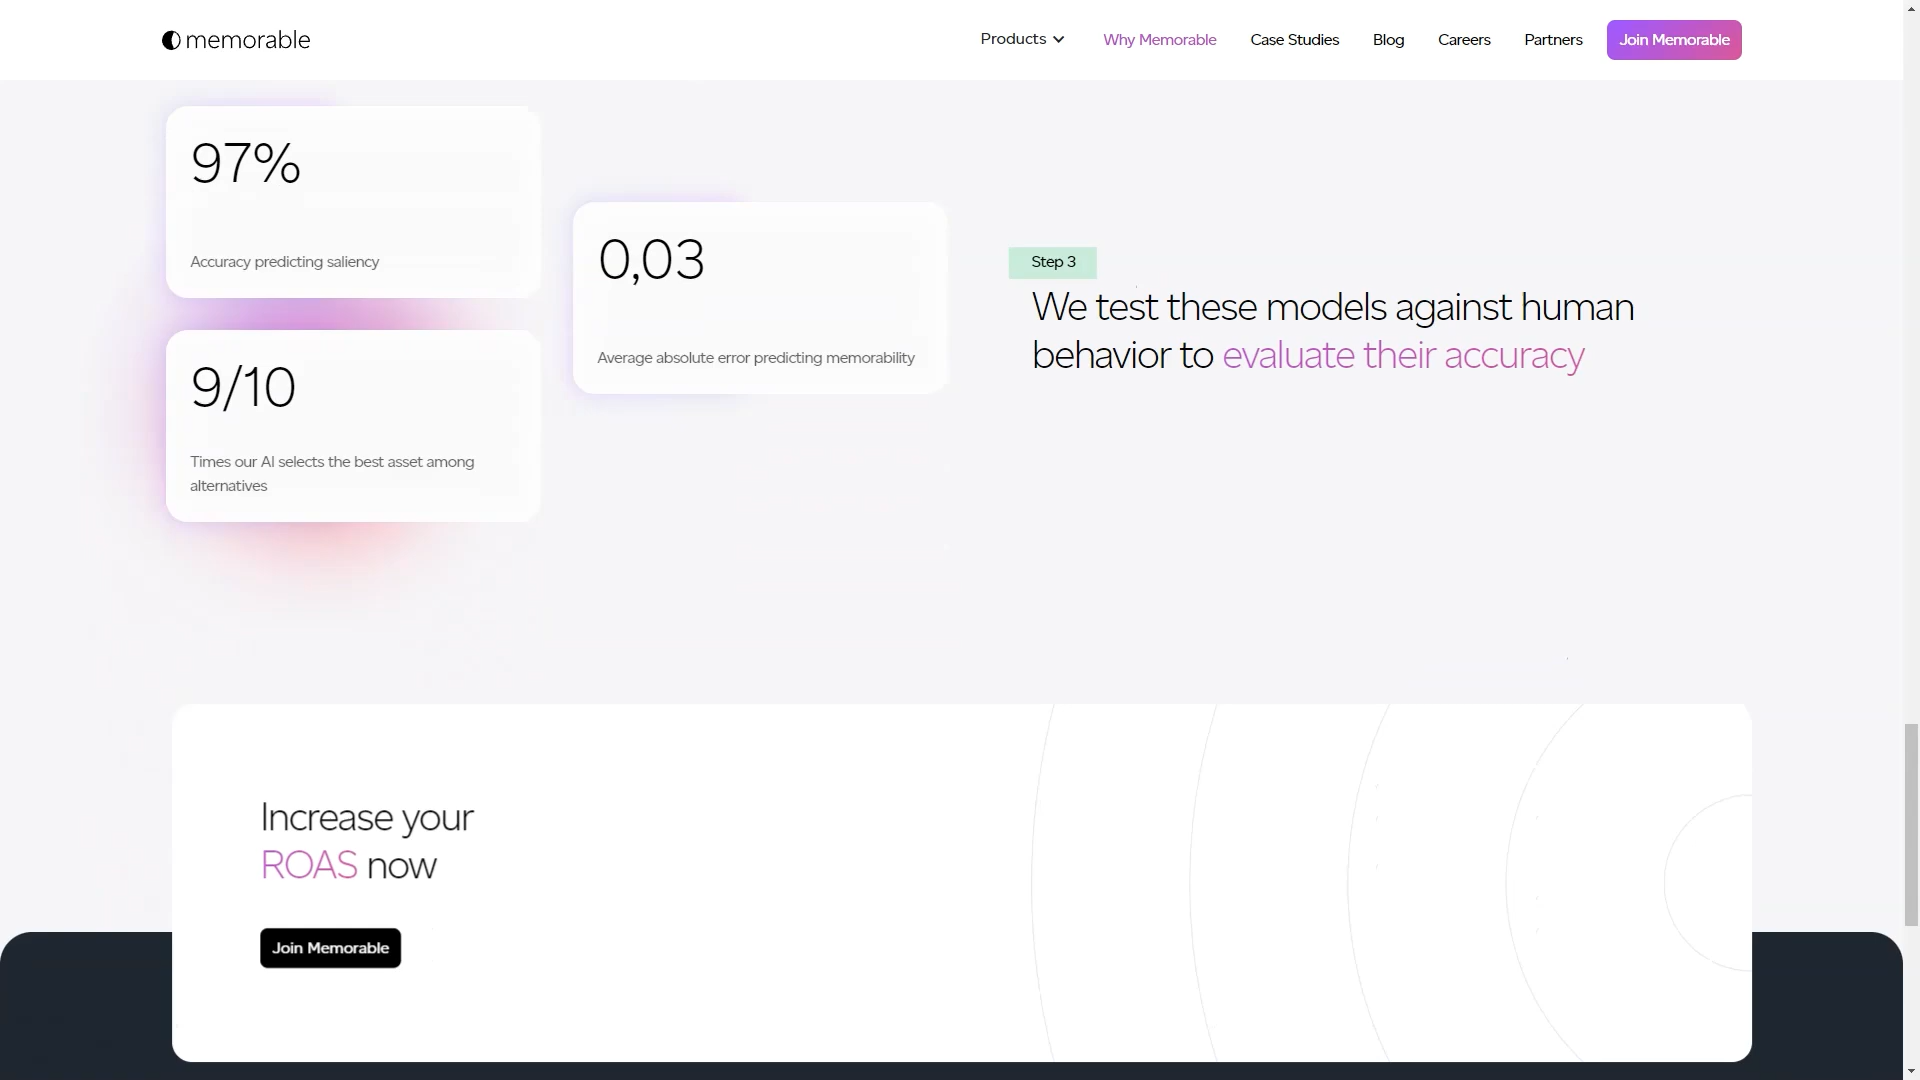 memorable
Products
Why Memorable
Case Studies
Blog
Careers
Partners
Join Memorable
97%
Accuracy predicting saliency
9/10
Times our AI selects the best asset among
alternatives
0,03
Average absolute error predicting memorability
Step 3
We test these models against human
behavior to evaluate their accuracy
Increase your
ROAS now
Join Memorable